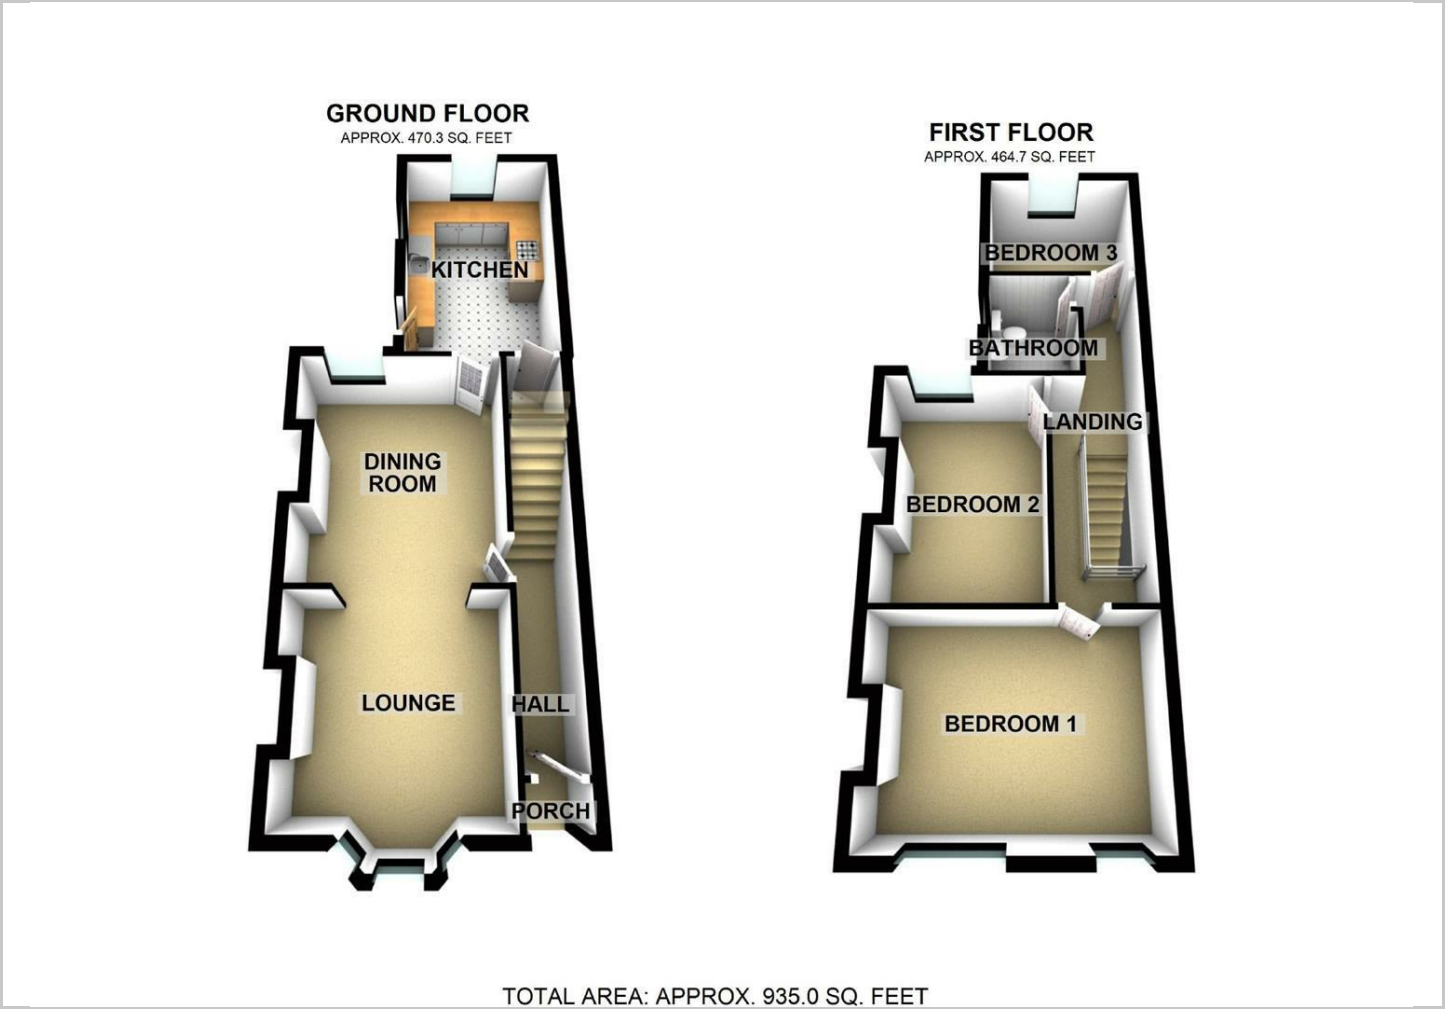 GROUND FLOOR
APPROX. 470.3 SQ. FEET
KITCHEN
DINING
ROOM
LOUNGE
HALL
PORCH
FIRST FLOOR
APPROX. 464.7 SQ. FEET
BEDROOM 3
BATHROOM
LANDING
BEDROOM 2
BEDROOM 1
TOTAL AREA: APPROX. 935.0 SQ. FEET